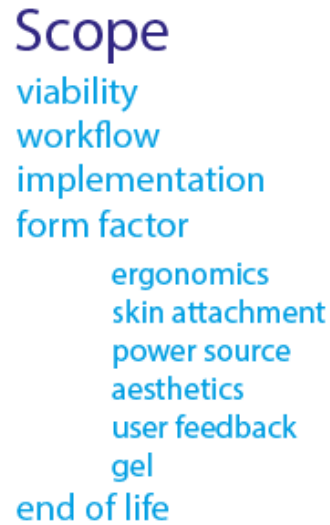 Scope
viability
workflow
implementation
form factor
ergonomics
skin attachment
power source
aesthetics
user feedback
gel
end of life